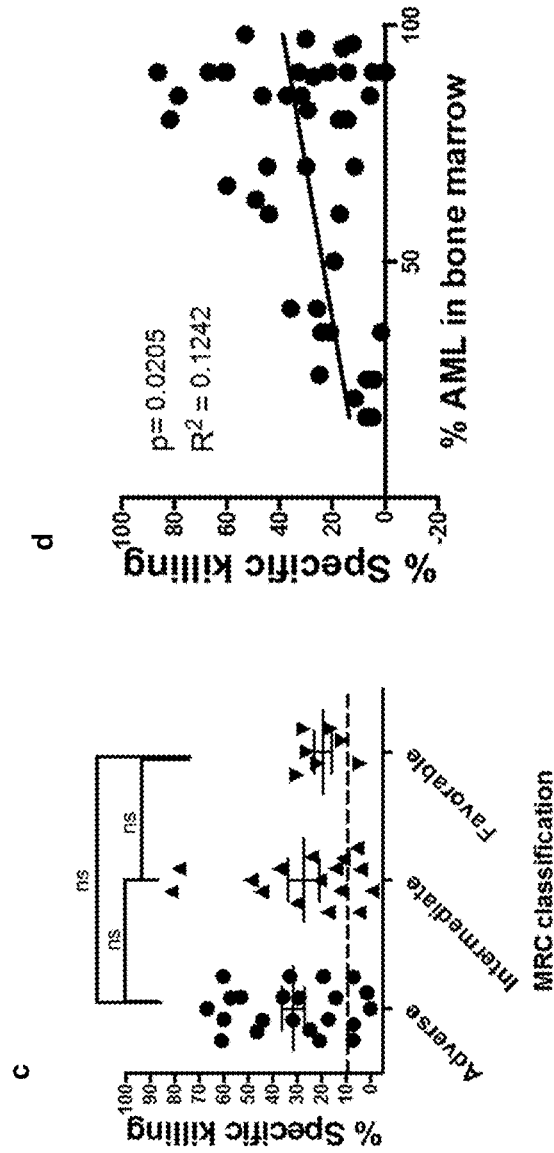 c
% Specific killing
100
90
80
70
60
50
40
30
20
10
0
ns
ns
ns
Adverse
Intermediate
Favorable
MRC classification
d
% Specific killing
100
80
60
40
20
0
-20
p= 0.0205
R² = 0.1242
50
100
% AML in bone marrow